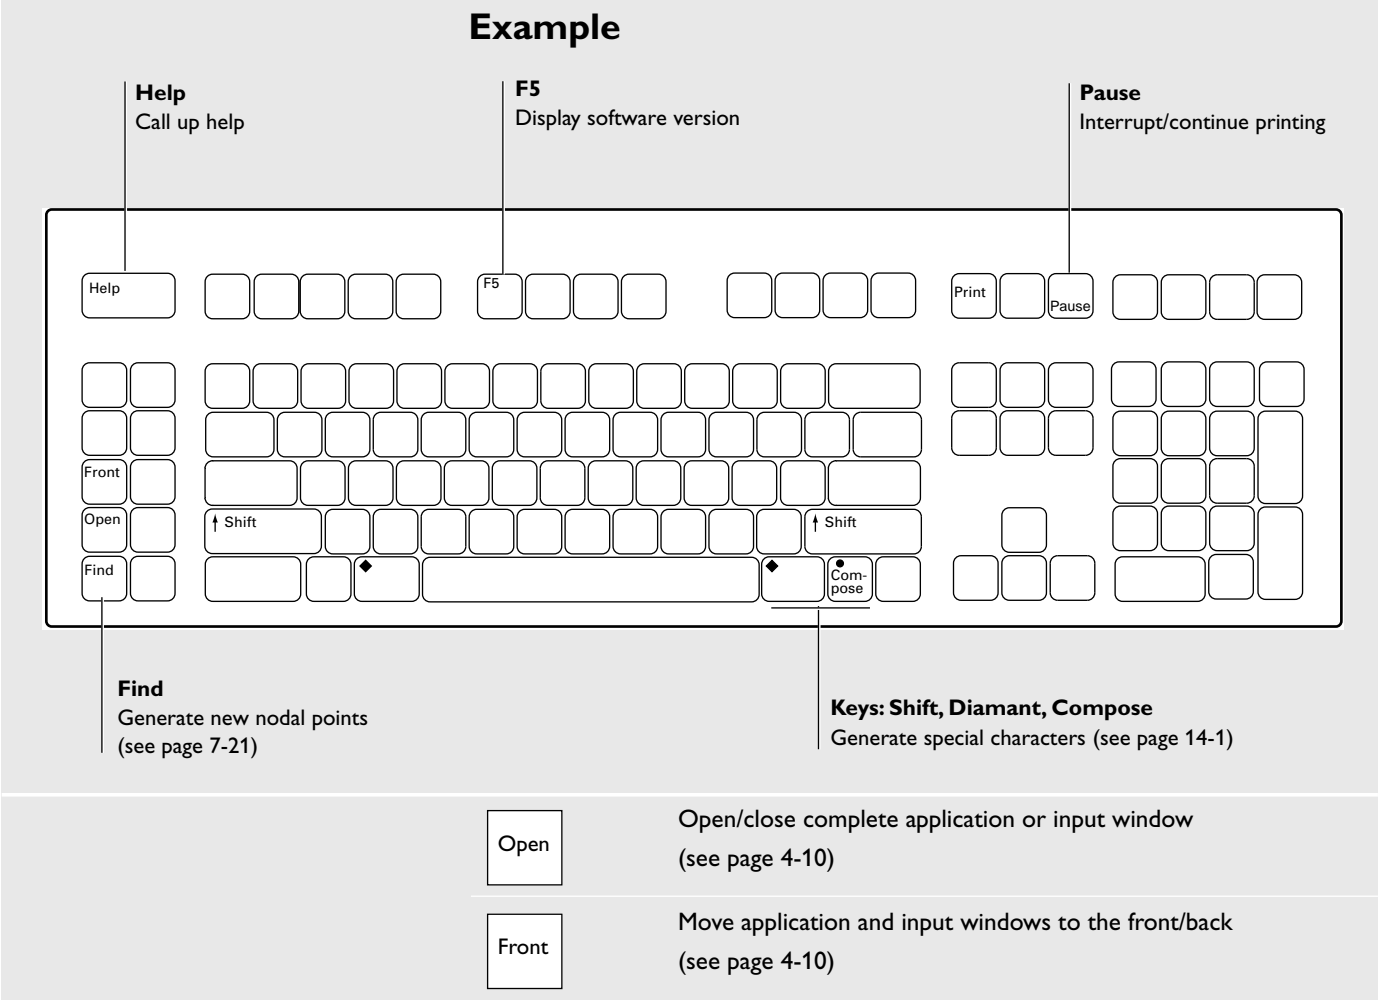 Example
Help
Call up help
F5
Display software version
Pause
Interrupt/continue printing
Help
F5
Print
Pause
Front
Open
Shift
Shift
Find
Com-
pose
Find
Generate new nodal points
(see page 7-21)
Keys: Shift, Diamant, Compose
Generate special characters (see page 14-1)
Open
Open/close complete application or input window
(see page 4-10)
Front
Move application and input windows to the front/back
(see page 4-10)